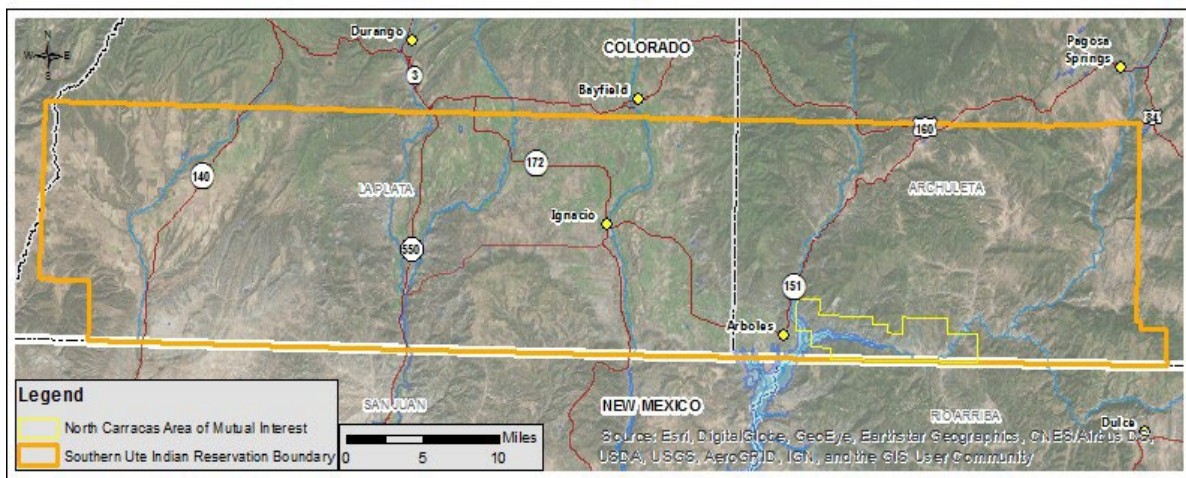 N
W E
S
Durango
COLORADO
Pagosa
Springs
3
Bayfield
84
160
140
172
LA PLATA
ARCHULETA
Ignacio
550
151
Arboles
Legend
North Carracas Area of Mutual Interest
Southern Ute Indian Reservation Boundary
Miles
0 5 10
SAN JUAN
NEW MEXICO
RIO ARRIBA
Dulce
Source: Esri, DigitalGlobe, GeoEye, Earthstar Geographics, CNES/Airbus DS,
USDA, USGS, AeroGRID, IGN, and the GIS User Community